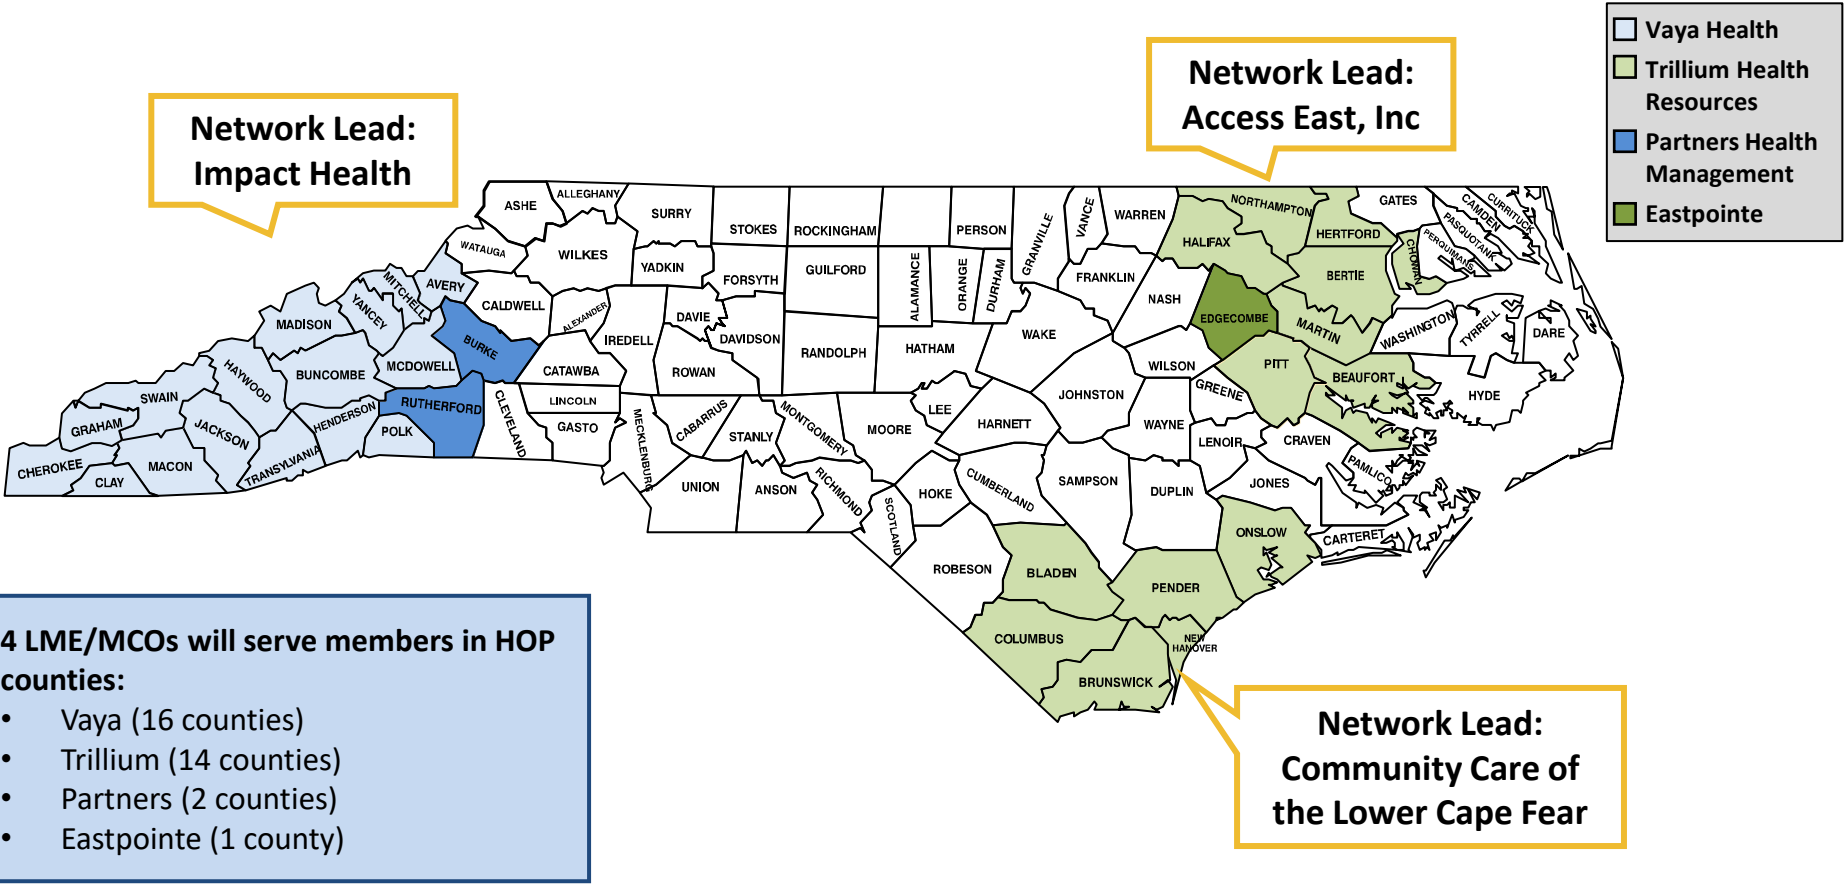 Vaya Health
Trillium Health
Resources
Partners Health
Management
Eastpointe
Network Lead:
Impact Health
Network Lead:
Access East, Inc
ASHE
ALLEGHANY
SURRY
STOKES
ROCKINGHAM
PERSON
GRANVILLE
VANCE
WARREN
NORTHAMPTON
GATES
CURRITUCK
CAMDEN
PASQUOTANK
PERQUIMANS
CHOWAN
HERTFORD
HALIFAX
BERTIE
WATAUGA
WILKES
YADKIN
FORSYTH
GUILFORD
ALAMANCE
ORANGE
DURHAM
FRANKLIN
NASH
EDGECOMBE
MARTIN
WASHINGTON
TYRRELL
DARE
MITCHELL
AVERY
CALDWELL
ALEXANDER
IREDELL
DAVIE
DAVIDSON
RANDOLPH
HATHAM
WAKE
WILSON
PITT
BEAUFORT
HYDE
MADISON
YANCEY
BURKE
MCDOWELL
CATAWBA
ROWAN
JOHNSTON
GREENE
HAYWOOD
BUNCOMBE
RUTHERFORD
CLEVELAND
LINCOLN
GASTO
MECKLENBURG
CABARRUS
STANLY
MONTGOMERY
MOORE
LEE
HARNETT
WAYNE
LENOIR
CRAVEN
PAMLICO
SWAIN
GRAHAM
JACKSON
HENDERSON
POLK
TRANSYLVANIA
CHEROKEE
CLAY
MACON
UNION
ANSON
RICHMOND
SCOTLAND
HOKE
CUMBERLAND
SAMPSON
DUPLIN
JONES
ONSLOW
CARTERET
ROBESON
BLADEN
PENDER
COLUMBUS
NEW
HANOVER
BRUNSWICK
4 LME/MCOs will serve members in HOP
counties:
• Vaya (16 counties)
• Trillium (14 counties)
• Partners (2 counties)
• Eastpointe (1 county)
Network Lead:
Community Care of
the Lower Cape Fear